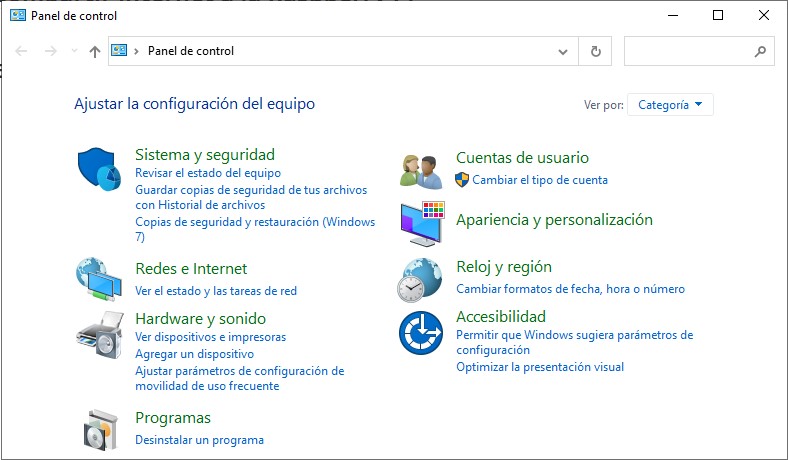 Panel de control
Panel de control
Ajustar la configuración del equipo
Ver por:
Categoría
Sistema y seguridad
Revisar el estado del equipo
Guardar copias de seguridad de tus archivos
con Historial de archivos
Copias de seguridad y restauración (Windows
7)
Redes e Internet
Ver el estado y las tareas de red
Hardware y sonido
Ver dispositivos e impresoras
Agregar un dispositivo
Ajustar parámetros de configuración de
movilidad de uso frecuente
Programas
Desinstalar un programa
Cuentas de usuario
Cambiar el tipo de cuenta
Apariencia y personalización
Reloj y región
Cambiar formatos de fecha, hora o número
Accesibilidad
Permitir que Windows sugiera parámetros de
configuración
Optimizar la presentación visual